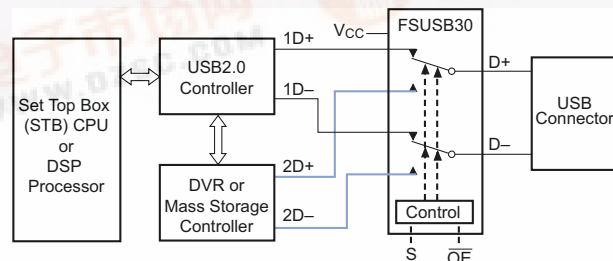 Set Top Box
(STB) CPU
or
DSP
Processor
USB2.0
Controller
DVR or
Mass Storage
Controller
1D+
1D–
2D+
2D–
VCC
FSUSB30
Control
S
OE
D+
D–
USB
Connector